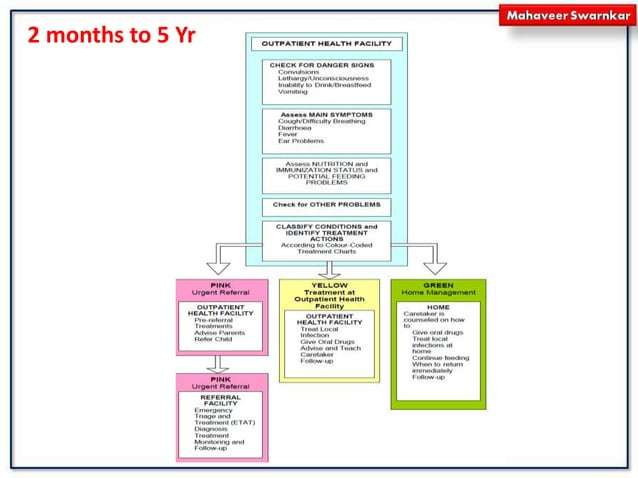 Mahaveer Swarnkar
2 months to 5 Yr
OUTPATIENT HEALTH FACILITY
CHECK FOR DANGER SIGNS
Convulsions
Lethargy/Unconsciousness
Inability to Drink/Breastfeed
Vomiting
Assess MAIN SYMPTOMS
Cough/Difficulty Breathing
Diarrhoea
Fever
Ear Problems
Assess NUTRITION and
IMMUNIZATION STATUS and
POTENTIAL FEEDING
PROBLEMS
Check for OTHER PROBLEMS
CLASSIFY CONDITIONS and
IDENTIFY TREATMENT
ACTIONS
According to Colour-Coded
Treatment Charts
PINK
Urgent Referral
OUTPATIENT
HEALTH FACILITY
Pre-referral
Treatments
Advise Parents
Refer Child
PINK
Urgent Referral
REFERRAL
FACILITY
Emergency
Triage and
Treatment (ETAT)
Diagnosis
Treatment
Monitoring and
Follow-up
YELLOW
Treatment at
Outpatient Health
Facility
OUTPATIENT
HEALTH FACILITY
Treat Local
Infection
Give Oral Drugs
Advise and Teach
Caretaker
Follow-up
GREEN
Home Management
HOME
Caretaker is
counseled on how
to:
Give oral drugs
Treat local
infections at
home
Continue feeding
When to return
immediately
Follow-up